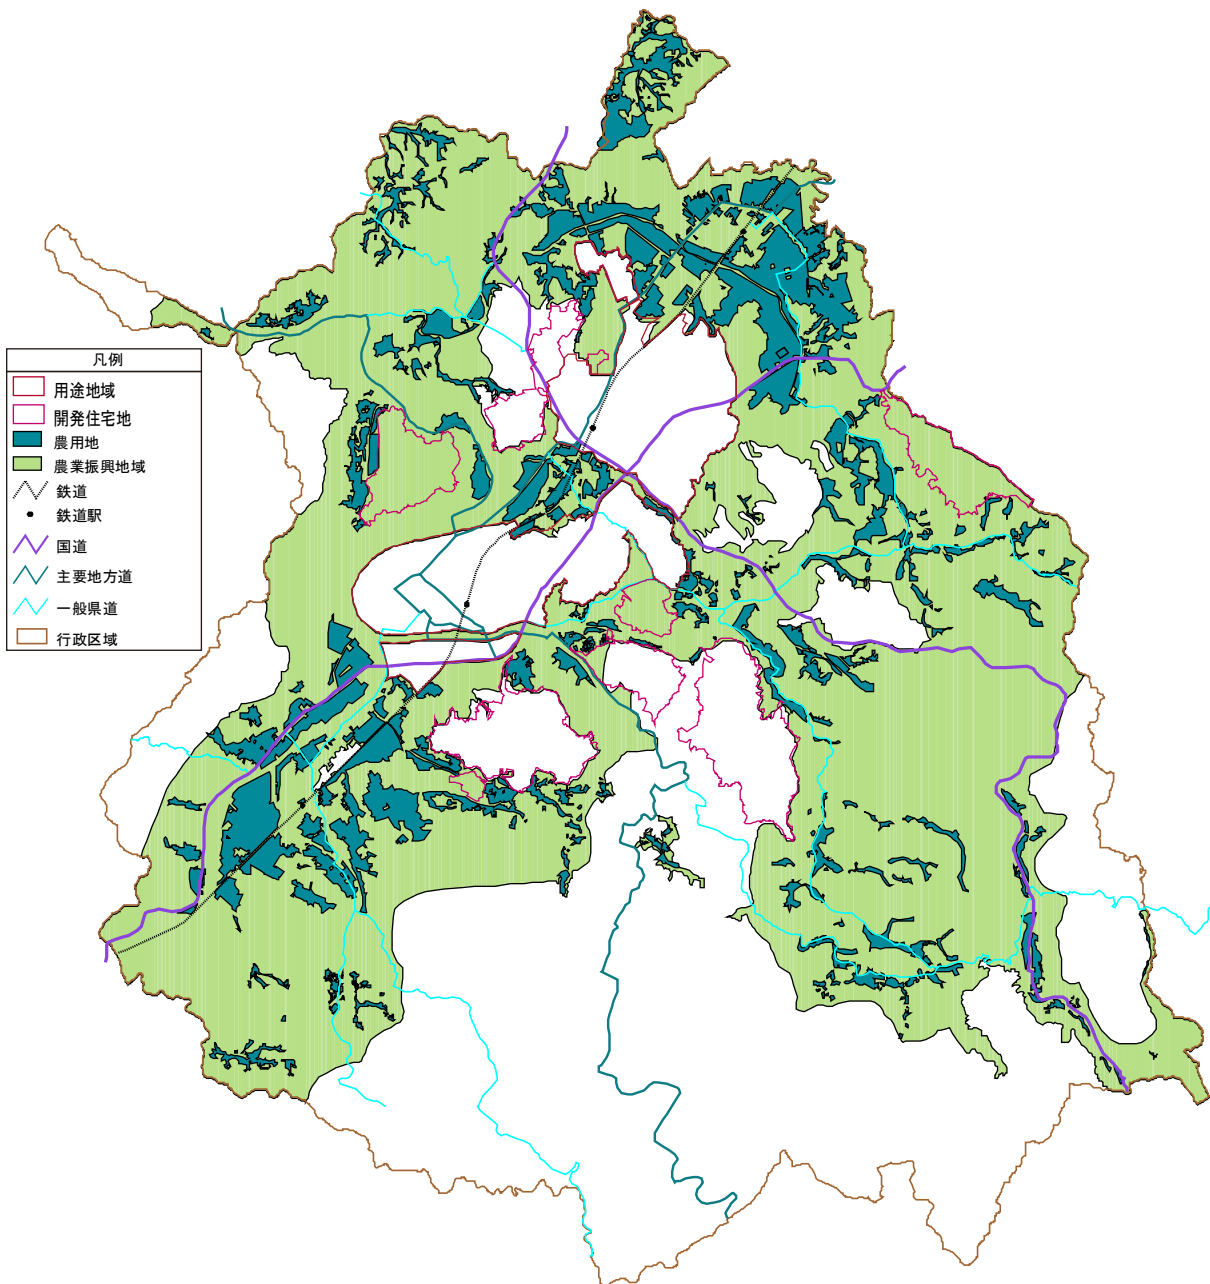 凡例
用途地域
開発住宅地
農用地
農業振興地域
鉄道
鉄道駅
国道
主要地方道
一般県道
行政区域